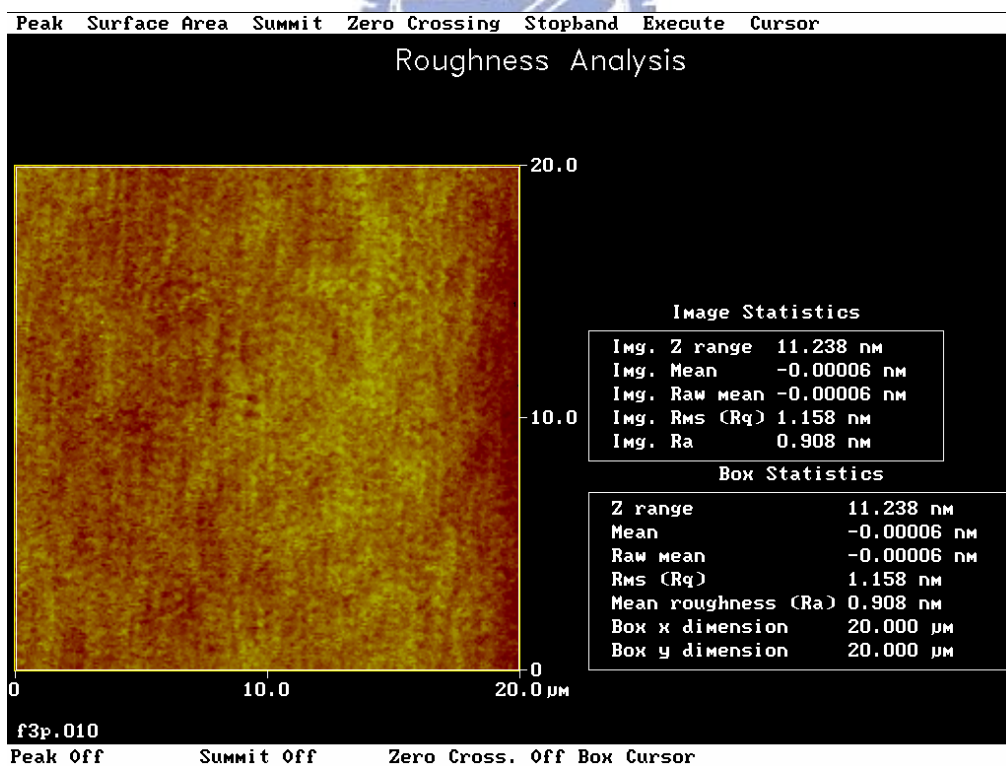 Peak Surface Area Summit Zero Crossing Stopband Execute Cursor
Roughness Analysis
20.0
10.0
0
0 10.0 20.0 µm
Image Statistics
Img. Z range 11.238 nm
Img. Mean -0.00006 nm
Img. Raw mean -0.00006 nm
Img. Rms (Rq) 1.158 nm
Img. Ra 0.908 nm
Box Statistics
Z range 11.238 nm
Mean -0.00006 nm
Raw mean -0.00006 nm
Rms (Rq) 1.158 nm
Mean roughness (Ra) 0.908 nm
Box x dimension 20.000 µm
Box y dimension 20.000 µm
f3p.010
Peak Off Summit Off Zero Cross. Off Box Cursor